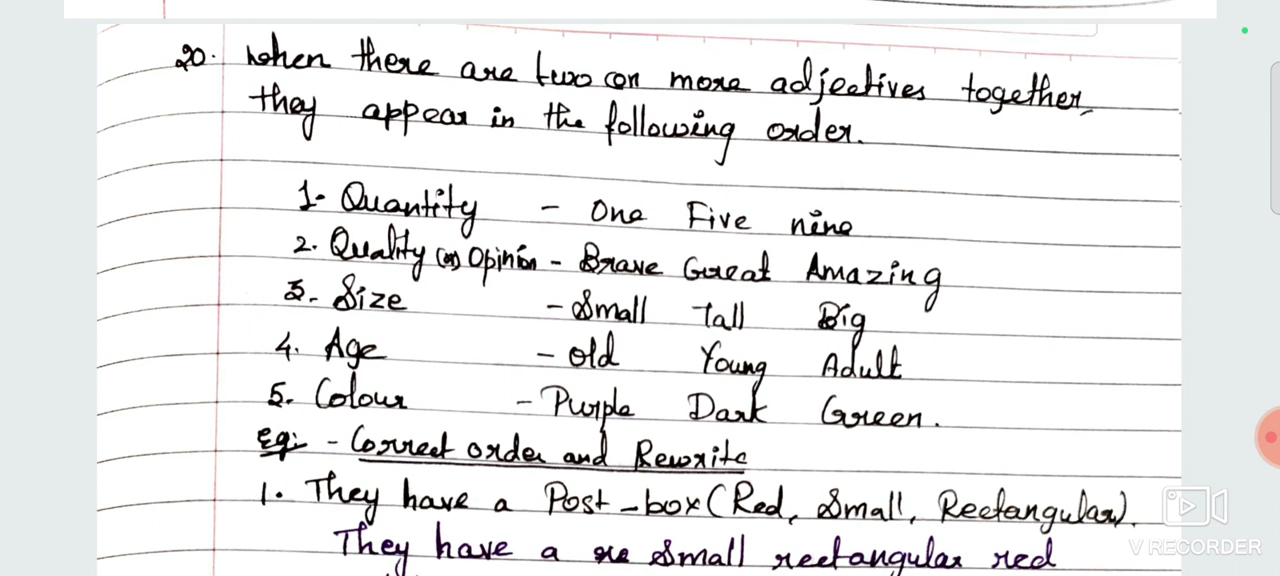 20. When there are two or more adjectives together,
they appear in the following order.
1. Quantity - One Five nine
2. Quality (or) Opinion - Brave Great Amazing
3. Size - Small Tall Big
4. Age - Old Young Adult
5. Colour - Purple Dark Green.
Eg: - Correct order and Rewrite
1. They have a Post-box (Red, Small, Rectangular).
They have a small rectangular red
V RECORDER